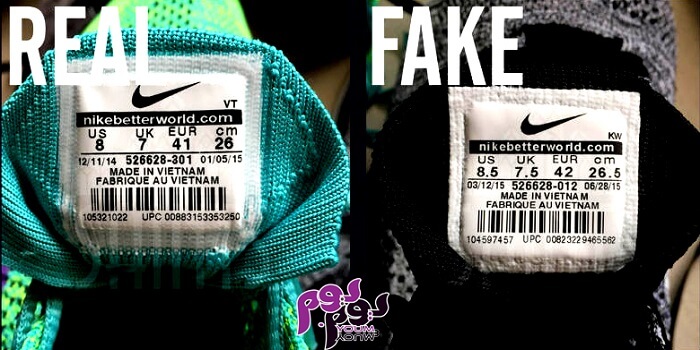 REAL
VT
nikebetterworld.com
US UK EUR cm
8 7 41 26
12/11/14 526628-301 01/05/15
MADE IN VIETNAM
FABRIQUE AU VIETNAM
105321022 UPC 00883153353250
FAKE
KW
nikebetterworld.com
US UK EUR cm
8.5 7.5 42 26.5
03/12/15 526628-012 06/28/15
MADE IN VIETNAM
FABRIQUE AU VIETNAM
104597457 UPC 00823229465562
يوم
يوم
YOUM